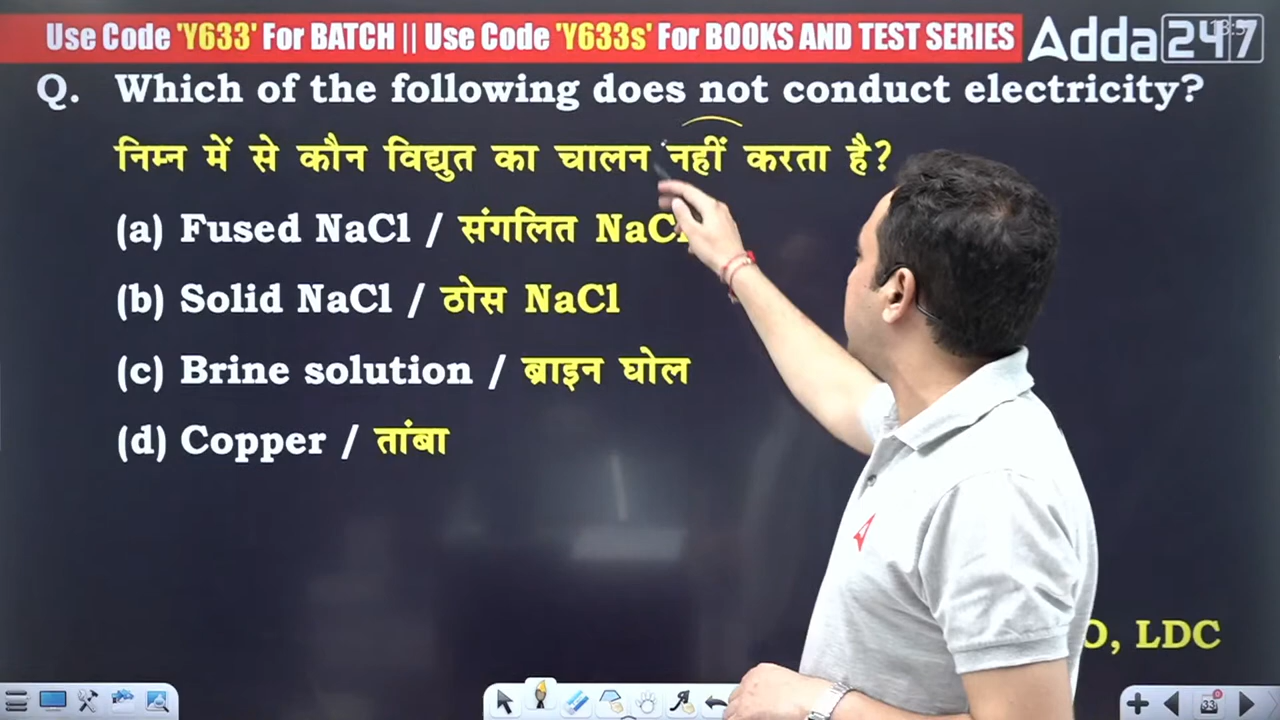 Use Code 'Y633' For BATCH || Use Code 'Y633s' For BOOKS AND TEST SERIES
Adda247
Q. Which of the following does not conduct electricity?
निम्न में से कौन विद्युत का चालन नहीं करता है?
(a) Fused NaCl / संगलित NaCl
(b) Solid NaCl / ठोस NaCl
(c) Brine solution / ब्राइन घोल
(d) Copper / तांबा
O, LDC
33